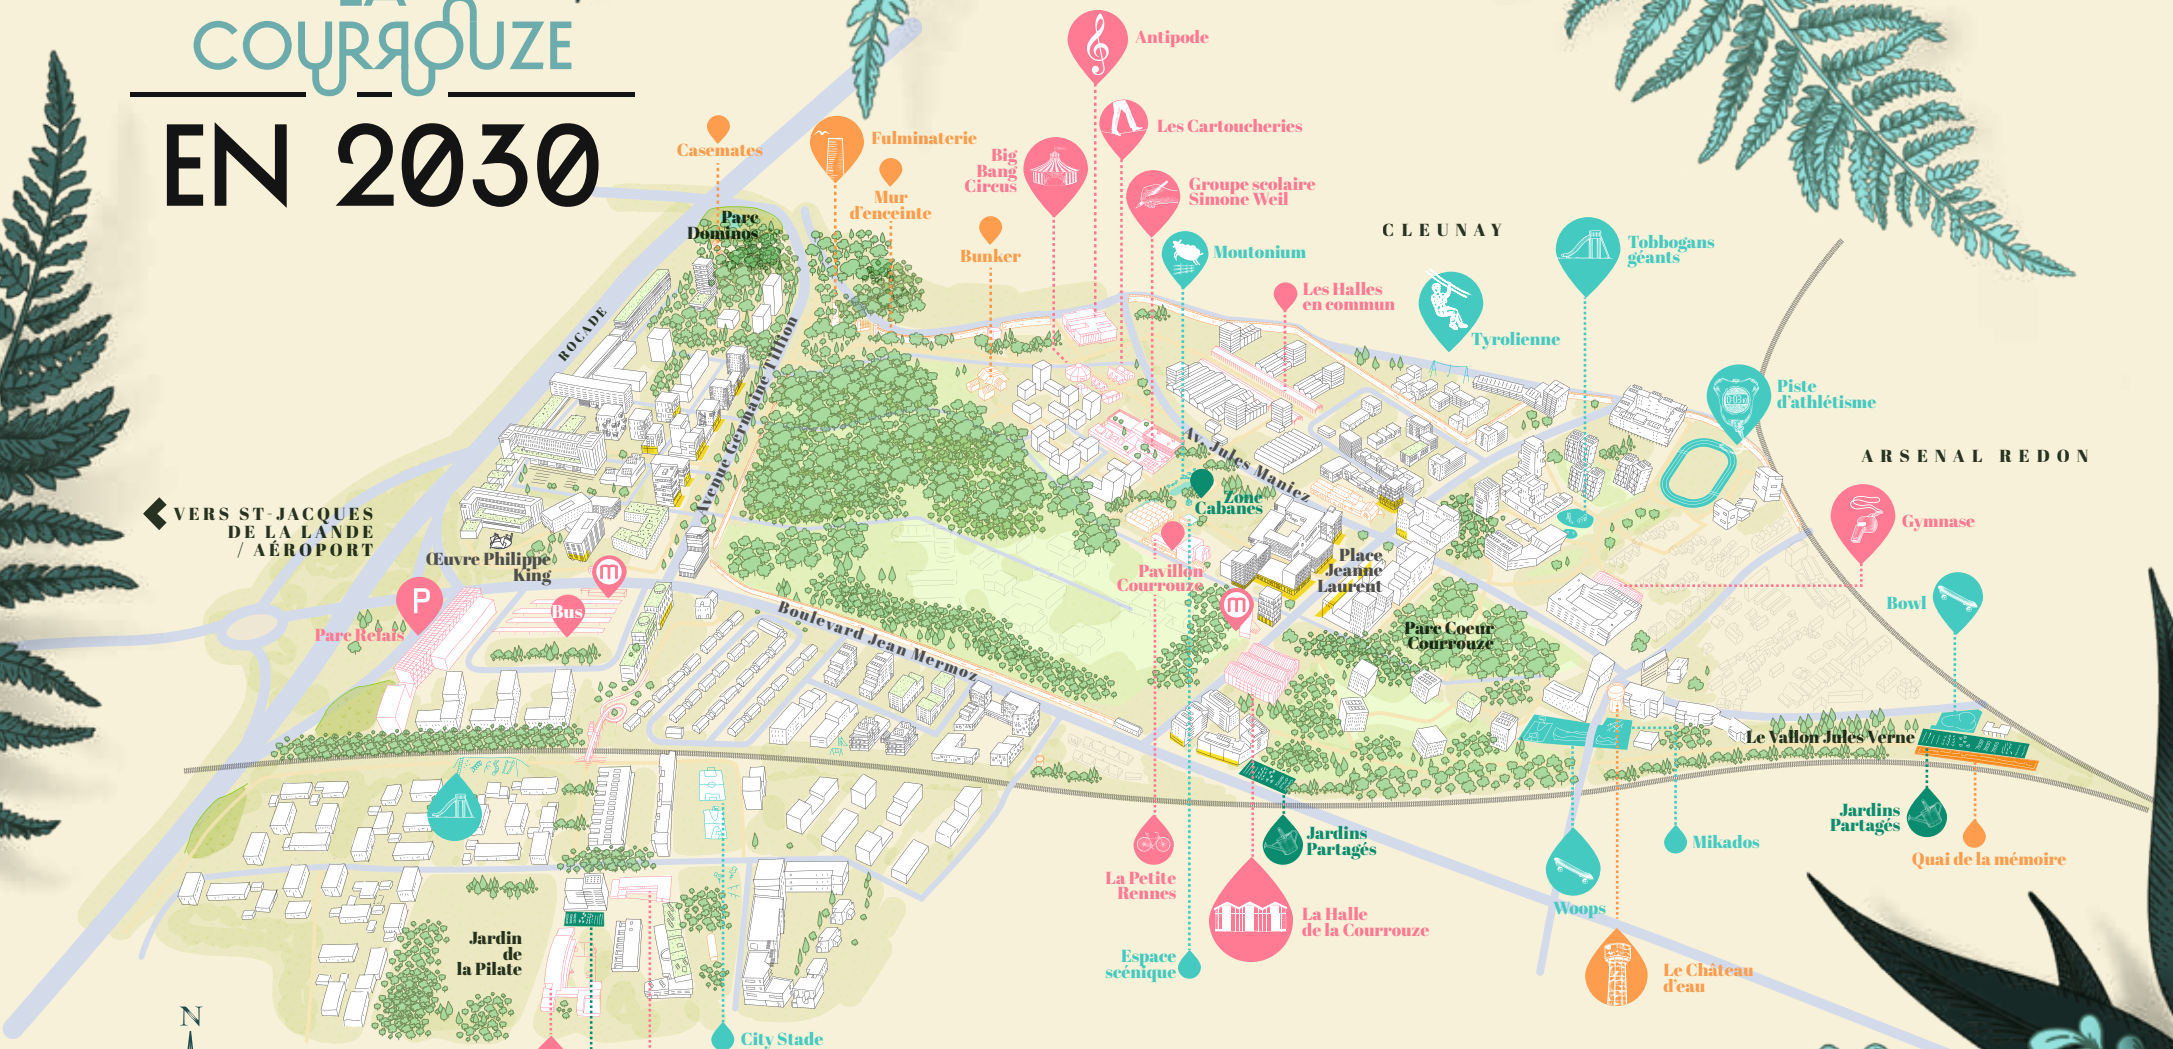 LA
COURROUZE
EN 2030
Antipode
Les Cartoucheries
Casemates
Fulminaterie
Big
Bang
Circus
Groupe scolaire
Simone Weil
Mur
d'enceinte
Parc
Dominos
Bunker
Moutonium
CLEUNAY
Tobbogans
géants
Les Halles
en commun
Tyrolienne
ROCADE
Avenue Germaine Tillion
Piste
d'athlétisme
ARSENAL REDON
Av. Jules Maniez
Zone
Cabanes
VERS ST-JACQUES
DE LA LANDE
/ AÉROPORT
Gymnase
Œuvre Philippe
King
m
Place
Jeanne
Laurent
Pavillon
Courrouze
m
P
Bus
Parc Relais
Boulevard Jean Mermoz
Parc Coeur
Courrouze
Bowl
Le Vallon Jules Verne
Jardins
Partagés
Jardins
Partagés
Mikados
Quai de la mémoire
La Petite
Rennes
La Halle
de la Courrouze
Woops
Jardin
de
la Pilate
Espace
scénique
Le Château
d'eau
N
City Stade